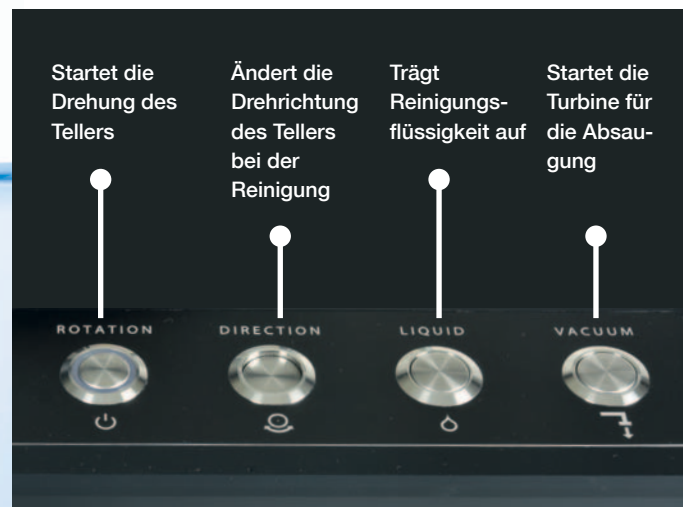 Startet die
Drehung des
Tellers
Ändert die
Drehrichtung
des Tellers
bei der
Reinigung
Trägt
Reinigungs-
flüssigkeit auf
Startet die
Turbine für
die Absau-
gung
ROTATION
DIRECTION
LIQUID
VACUUM